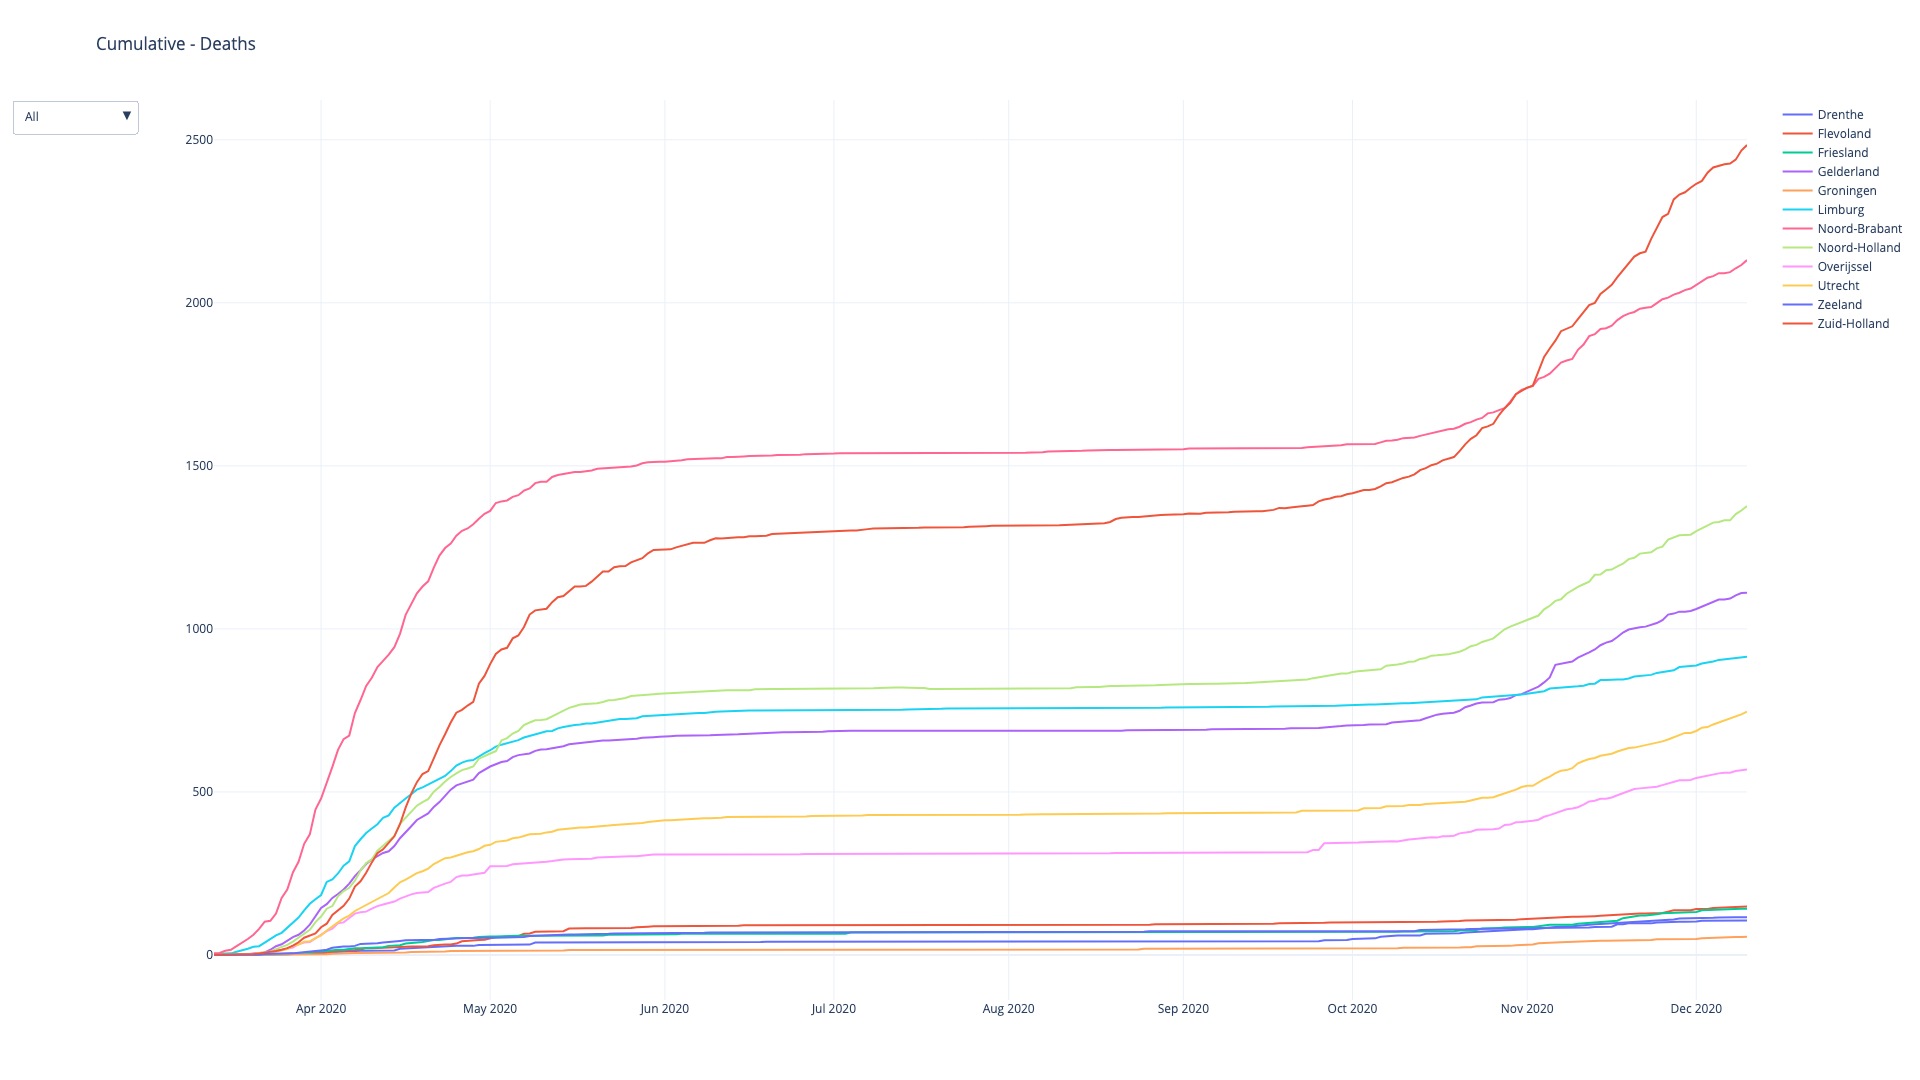 Cumulative - Deaths
All ▼
2500
2000
1500
1000
500
0
Apr 2020
May 2020
Jun 2020
Jul 2020
Aug 2020
Sep 2020
Oct 2020
Nov 2020
Dec 2020
Drenthe
Flevoland
Friesland
Gelderland
Groningen
Limburg
Noord-Brabant
Noord-Holland
Overijssel
Utrecht
Zeeland
Zuid-Holland